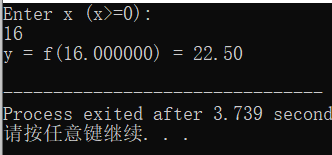 Enter x (x>=0):
16
y = f(16.000000) = 22.50
--------------------------------
Process exited after 3.739 second
请按任意键继续. . .